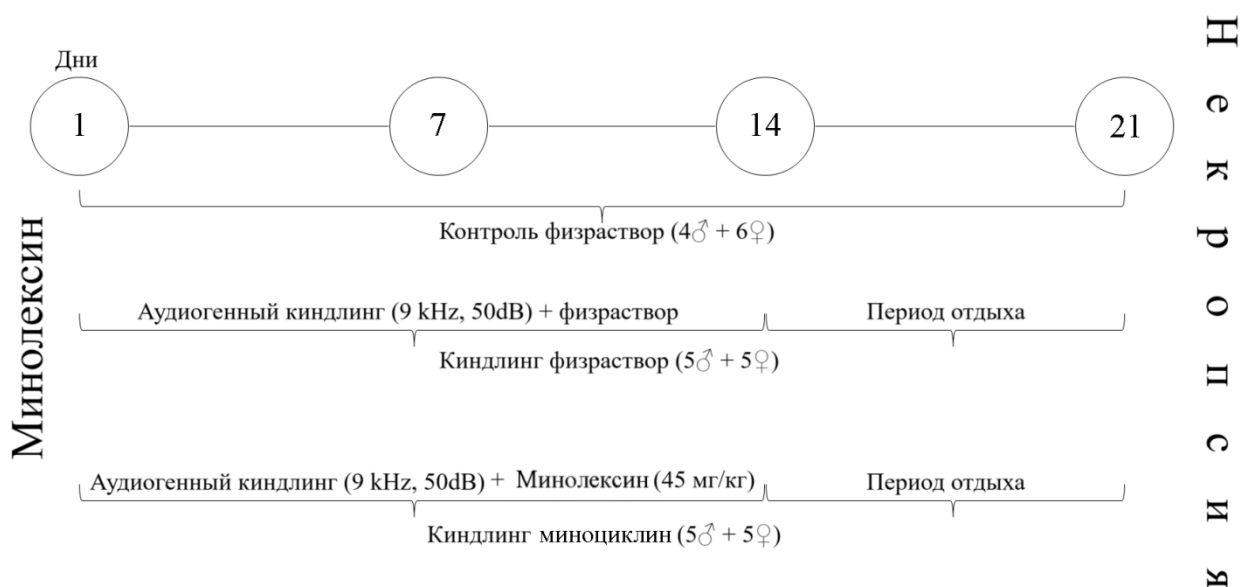 Дни
1 7 14 21
Контроль физраствор (4♂ + 6♀)
Минолексин
Аудиогенный киндлинг (9 kHz, 50dB) + физраствор Период отдыха
Киндлинг физраствор (5♂ + 5♀)
Аудиогенный киндлинг (9 kHz, 50dB) + Минолексин (45 мг/кг) Период отдыха
Киндлинг миноциклин (5♂ + 5♀)
Некропсия